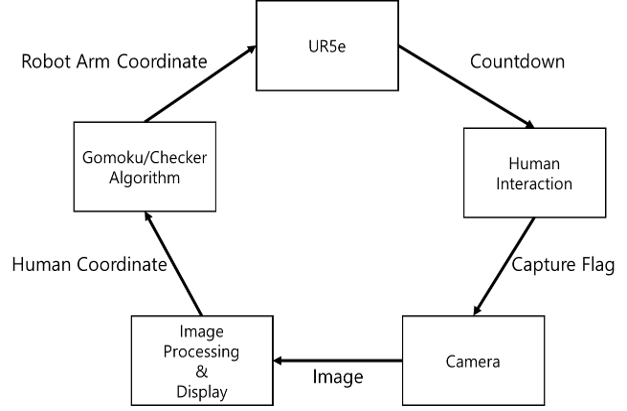 UR5e
Robot Arm Coordinate
Countdown
Gomoku/Checker
Algorithm
Human
Interaction
Human Coordinate
Capture Flag
Image
Processing
&
Display
Image
Camera